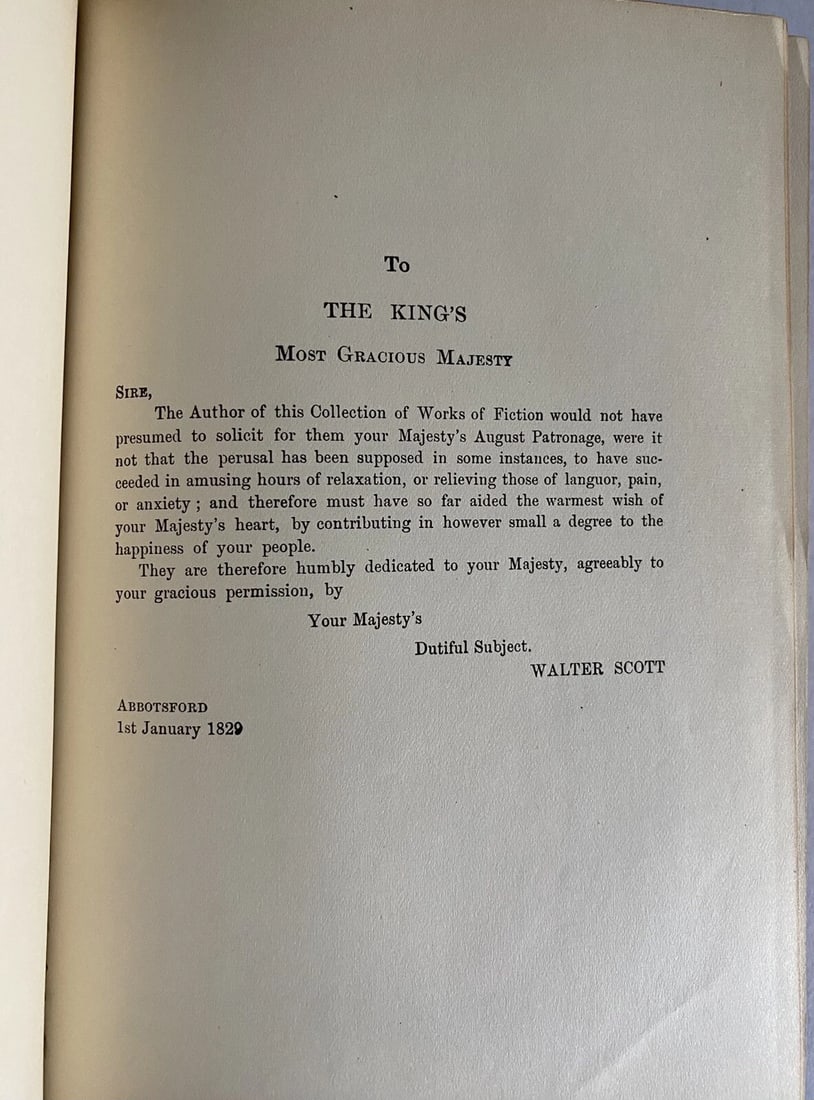 To
THE KING'S
MOST GRACIOUS MAJESTY
SIRE,
The Author of this Collection of Works of Fiction would not have
presumed to solicit for them your Majesty's August Patronage, were it
not that the perusal has been supposed in some instances, to have suc-
ceeded in amusing hours of relaxation, or relieving those of languor, pain,
or anxiety; and therefore must have so far aided the warmest wish of
your Majesty's heart, by contributing in however small a degree to the
happiness of your people.
They are therefore humbly dedicated to your Majesty, agreeably to
your gracious permission, by
Your Majesty's
Dutiful Subject.
WALTER SCOTT
ABBOTSFORD
1st January 1829